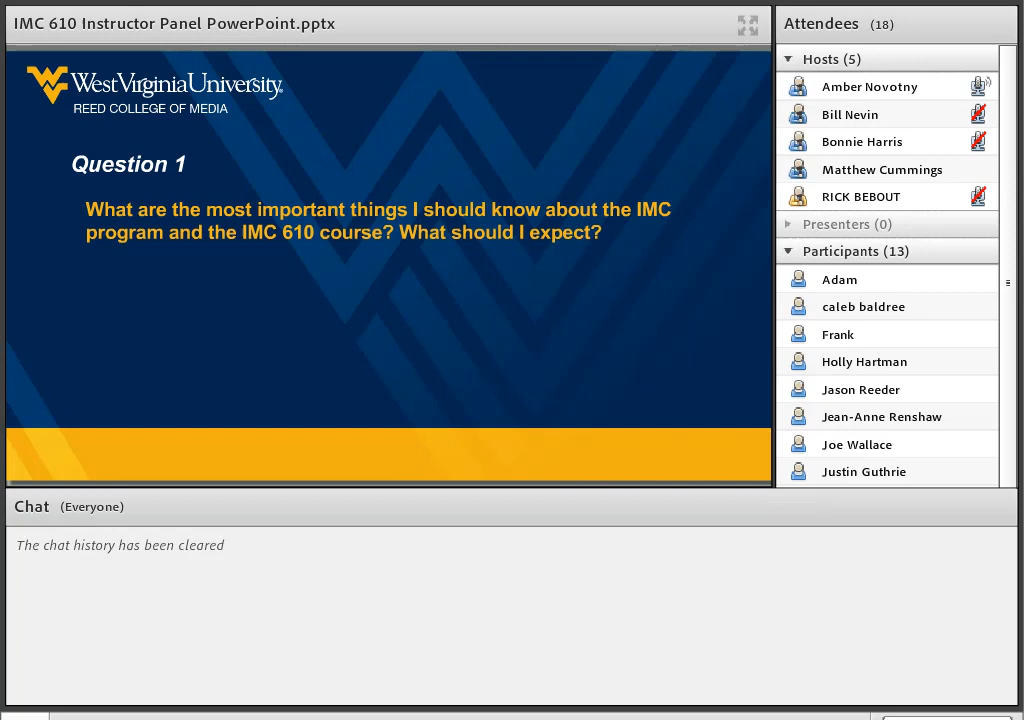 IMC 610 Instructor Panel PowerPoint.pptx
WestVirginiaUniversity®
REED COLLEGE OF MEDIA
Question 1
What are the most important things I should know about the IMC
program and the IMC 610 course? What should I expect?
Attendees (18)
Hosts (5)
Amber Novotny
Bill Nevin
Bonnie Harris
Matthew Cummings
RICK BEBOUT
Presenters (0)
Participants (13)
Adam
caleb baldree
Frank
Holly Hartman
Jason Reeder
Jean-Anne Renshaw
Joe Wallace
Justin Guthrie
Chat (Everyone)
The chat history has been cleared